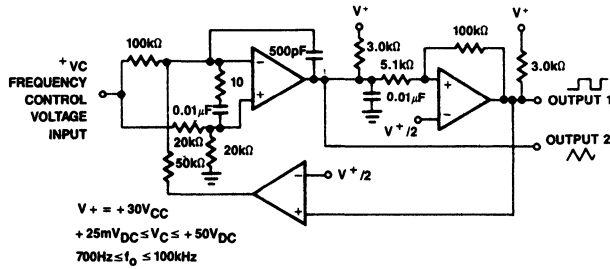 V+
V+
+VC
FREQUENCY
CONTROL
VOLTAGE
INPUT
100kΩ
500pF
3.0kΩ
100kΩ
3.0kΩ
5.1kΩ
10
0.01µF
0.01µF
20kΩ
20kΩ
50kΩ
−
+
+
−
V+/2
OUTPUT 1
OUTPUT 2
−
+
V+/2
V+ = +30VCC
+25mVDC ≤ VC ≤ +50VDC
700Hz ≤ fo ≤ 100kHz